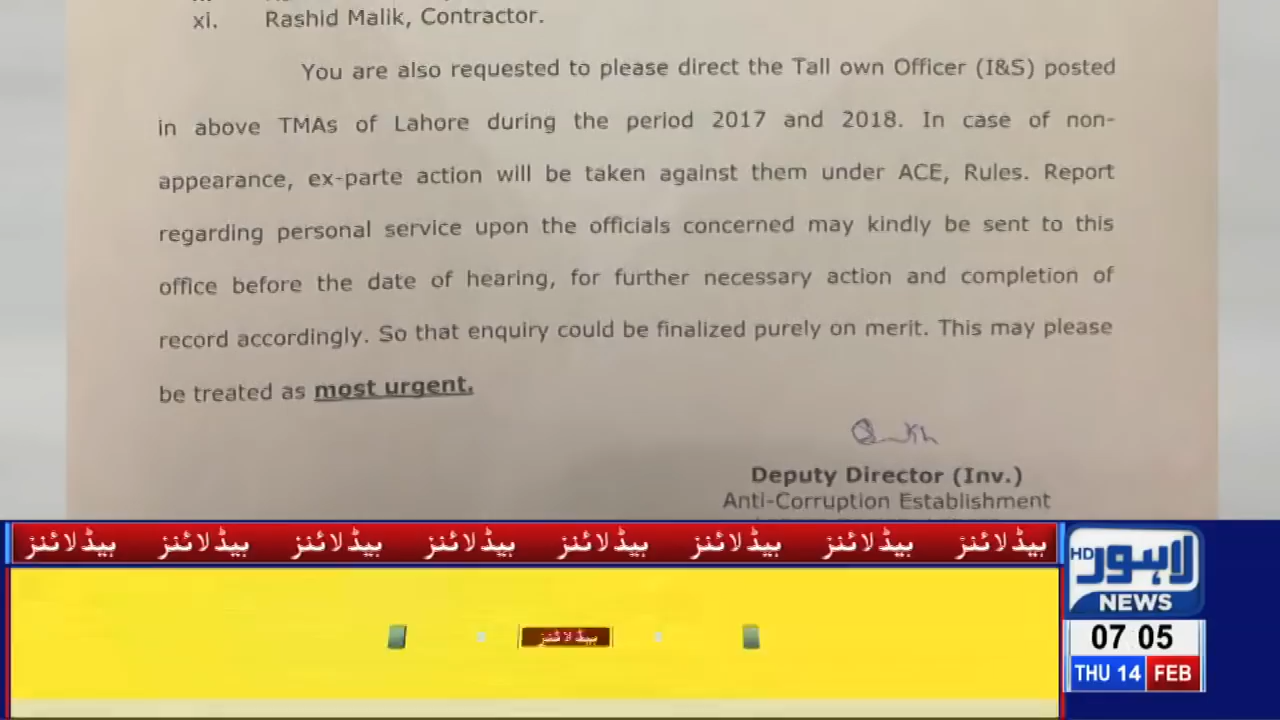 xi. Rashid Malik, Contractor.
You are also requested to please direct the Tall own Officer (I&S) posted
in above TMAs of Lahore during the period 2017 and 2018. In case of non-
appearance, ex-parte action will be taken against them under ACE, Rules. Report
regarding personal service upon the officials concerned may kindly be sent to this
office before the date of hearing, for further necessary action and completion of
record accordingly. So that enquiry could be finalized purely on merit. This may please
be treated as most urgent.
Deputy Director (Inv.)
Anti-Corruption Establishment
ہیڈلائنز ہیڈلائنز ہیڈلائنز ہیڈلائنز ہیڈلائنز ہیڈلائنز ہیڈلائنز ہیڈلائنز
ہیڈلائنز
لاہور HD
NEWS
07 05
THU 14 FEB